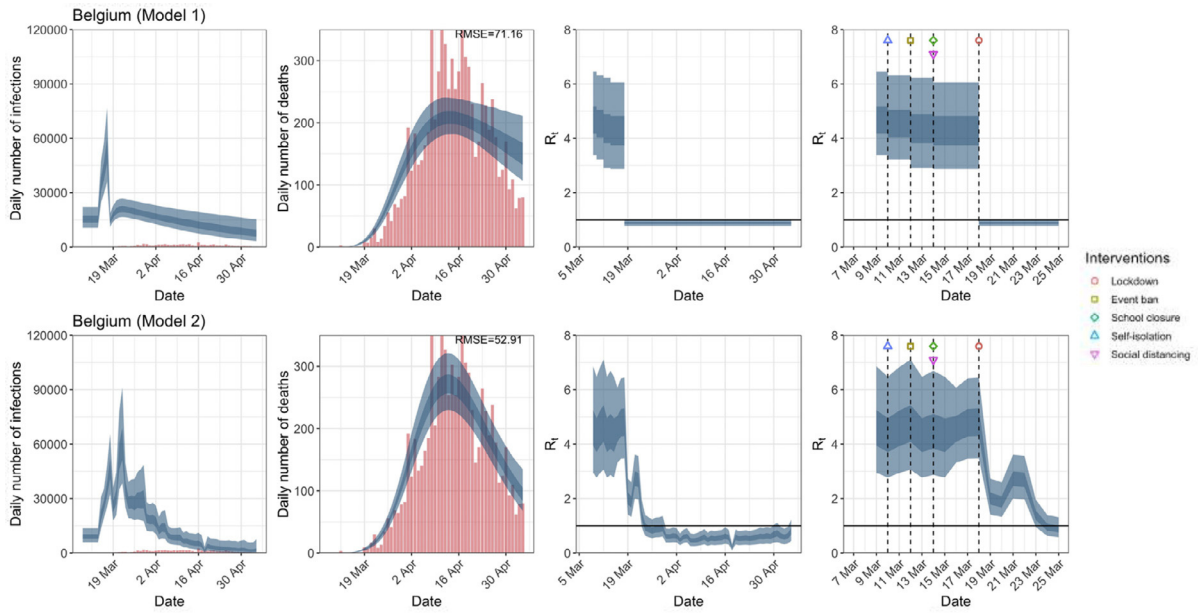 Belgium (Model 1)
120000
90000
60000
30000
0
Daily number of infections
19 Mar
2 Apr
16 Apr
30 Apr
Date
RMSE=71.16
300
200
100
0
Daily number of deaths
19 Mar
2 Apr
16 Apr
30 Apr
Date
8
6
4
2
0
Rt
5 Mar
19 Mar
2 Apr
16 Apr
30 Apr
Date
8
6
4
2
0
Rt
7 Mar
9 Mar
11 Mar
13 Mar
15 Mar
17 Mar
19 Mar
21 Mar
23 Mar
25 Mar
Date
Interventions
Lockdown
Event ban
School closure
Self-isolation
Social distancing
Belgium (Model 2)
120000
90000
60000
30000
0
Daily number of infections
19 Mar
2 Apr
16 Apr
30 Apr
Date
RMSE=52.91
300
200
100
0
Daily number of deaths
19 Mar
2 Apr
16 Apr
30 Apr
Date
8
6
4
2
0
Rt
5 Mar
19 Mar
2 Apr
16 Apr
30 Apr
Date
8
6
4
2
0
Rt
7 Mar
9 Mar
11 Mar
13 Mar
15 Mar
17 Mar
19 Mar
21 Mar
23 Mar
25 Mar
Date